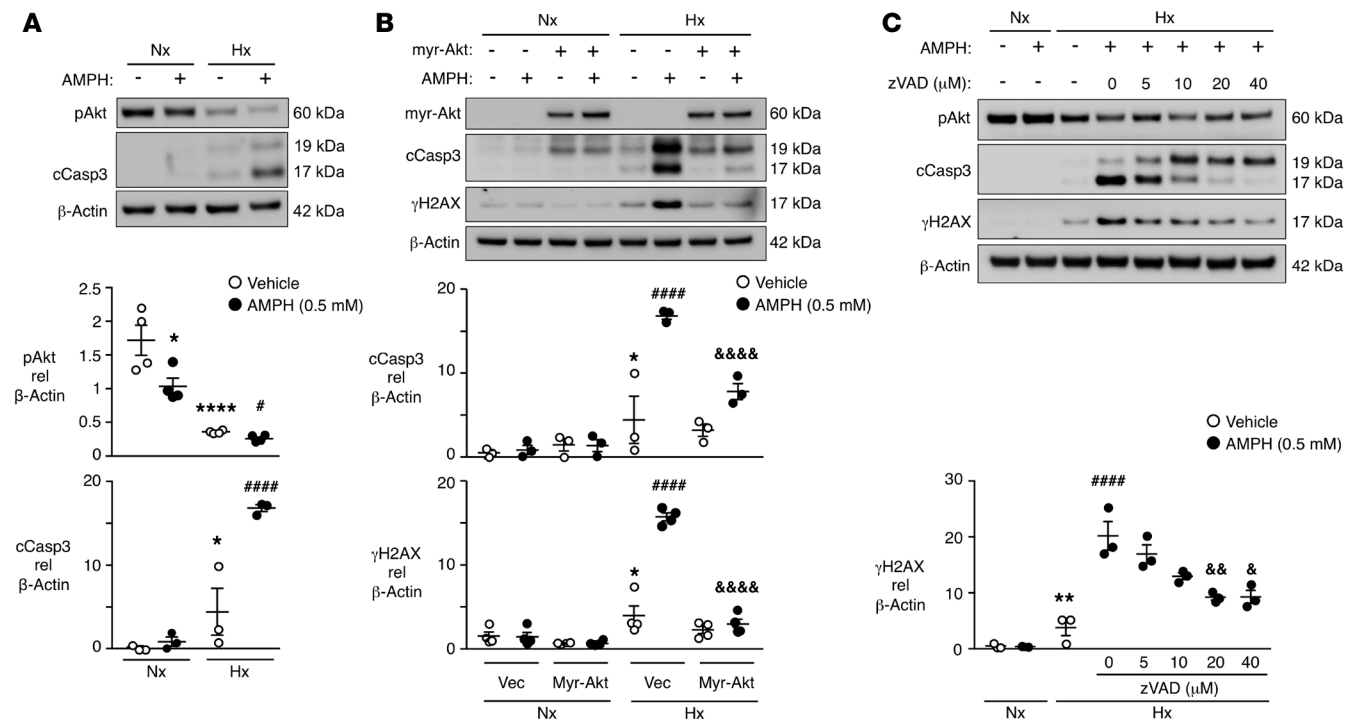 A
Nx Hx
AMPH: - + - +
pAkt 60 kDa
19 kDa
cCasp3 17 kDa
β-Actin 42 kDa
Vehicle
AMPH (0.5 mM)
2.5
2
1.5
1
0.5
0
pAkt
rel
β-Actin
*
****
#
20
10
0
cCasp3
rel
β-Actin
*
####
Nx Hx
B
Nx Hx
myr-Akt: - - + + - - + +
AMPH: - + - + - + - +
myr-Akt 60 kDa
cCasp3 19 kDa
17 kDa
γH2AX 17 kDa
β-Actin 42 kDa
Vehicle
AMPH (0.5 mM)
20
10
0
cCasp3
rel
β-Actin
*
####
&&&&
20
10
0
γH2AX
rel
β-Actin
*
####
&&&&
Vec Myr-Akt Vec Myr-Akt
Nx Hx
C
Nx Hx
AMPH: - + - + + + + +
zVAD (μM): - - - 0 5 10 20 40
pAkt 60 kDa
cCasp3 19 kDa
17 kDa
γH2AX 17 kDa
β-Actin 42 kDa
Vehicle
AMPH (0.5 mM)
30
20
10
0
γH2AX
rel
β-Actin
**
####
&&
&
0 5 10 20 40
zVAD (μM)
Nx Hx